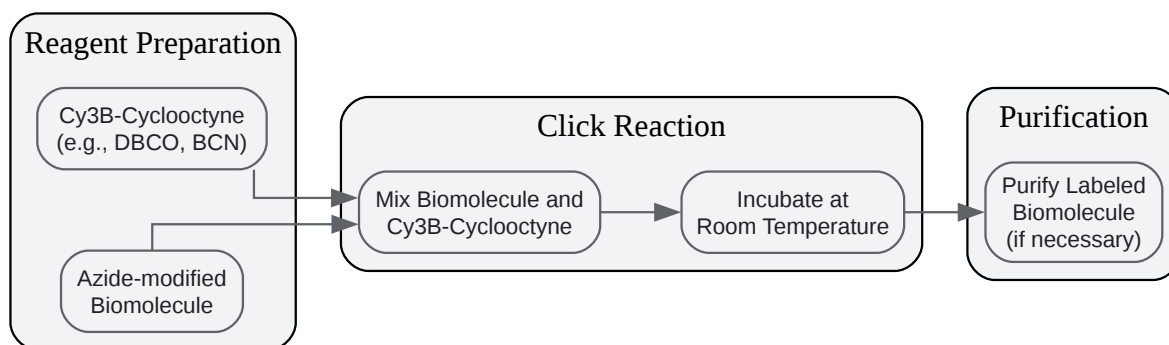 Reagent Preparation
Cy3B-Cyclooctyne
(e.g., DBCO, BCN)
Azide-modified
Biomolecule
Click Reaction
Mix Biomolecule and
Cy3B-Cyclooctyne
Incubate at
Room Temperature
Purification
Purify Labeled
Biomolecule
(if necessary)